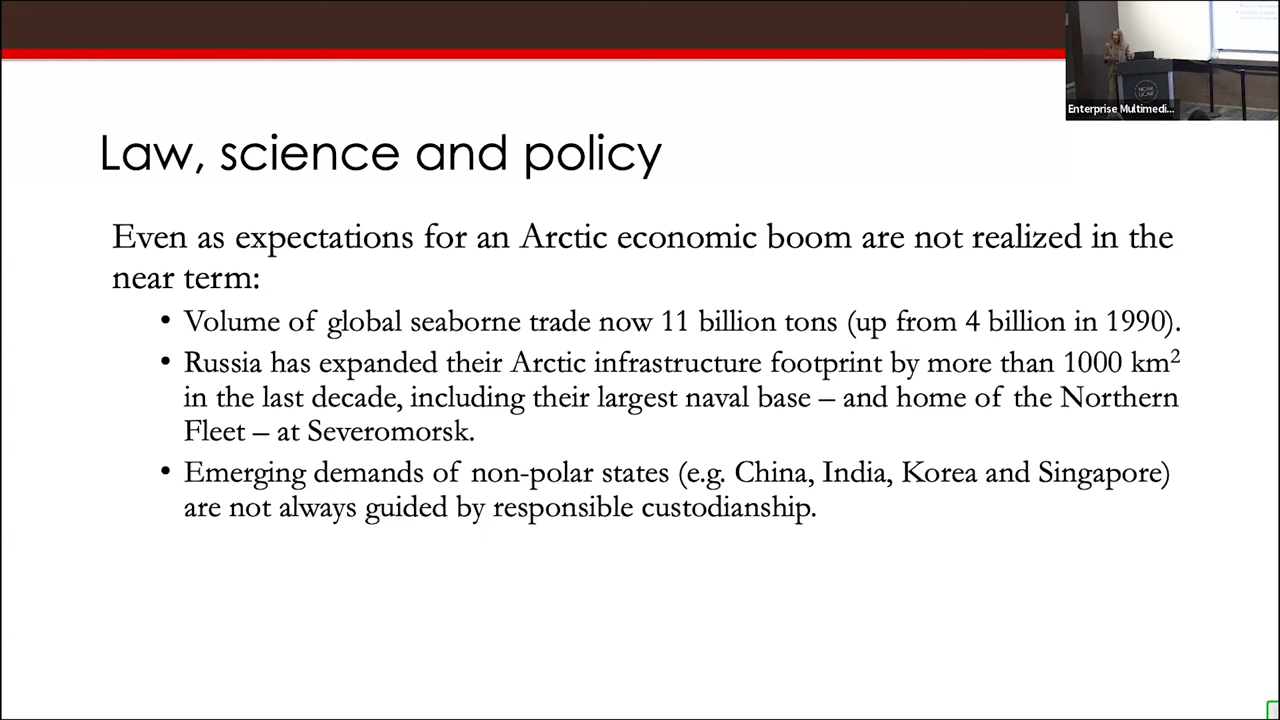 Enterprise Multimedi...
NCAR
UCAR
Law, science and policy
Even as expectations for an Arctic economic boom are not realized in the
near term:
• Volume of global seaborne trade now 11 billion tons (up from 4 billion in 1990).
• Russia has expanded their Arctic infrastructure footprint by more than 1000 km²
in the last decade, including their largest naval base – and home of the Northern
Fleet – at Severomorsk.
• Emerging demands of non-polar states (e.g. China, India, Korea and Singapore)
are not always guided by responsible custodianship.